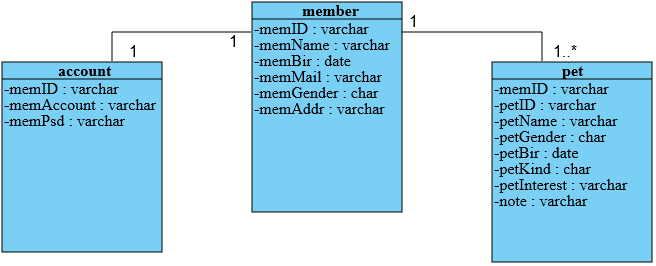 account
-memID : varchar
-memAccount : varchar
-memPsd : varchar
1
1
member
-memID : varchar
-memName : varchar
-memBir : date
-memMail : varchar
-memGender : char
-memAddr : varchar
1
1..*
pet
-memID : varchar
-petID : varchar
-petName : varchar
-petGender : char
-petBir : date
-petKind : char
-petInterest : varchar
-note : varchar